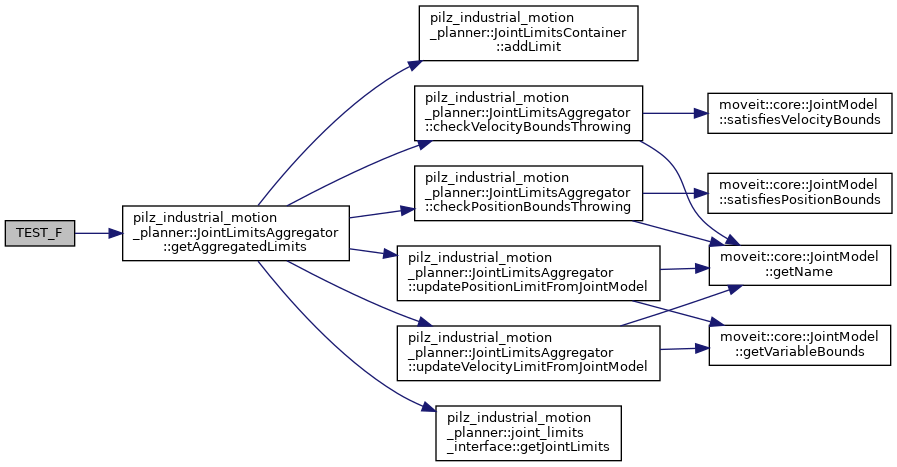 TEST_F
pilz_industrial_motion
_planner::JointLimitsAggregator
::getAggregatedLimits
pilz_industrial_motion
_planner::JointLimitsContainer
::addLimit
pilz_industrial_motion
_planner::JointLimitsAggregator
::checkVelocityBoundsThrowing
pilz_industrial_motion
_planner::JointLimitsAggregator
::checkPositionBoundsThrowing
pilz_industrial_motion
_planner::JointLimitsAggregator
::updatePositionLimitFromJointModel
pilz_industrial_motion
_planner::JointLimitsAggregator
::updateVelocityLimitFromJointModel
pilz_industrial_motion
_planner::joint_limits
_interface::getJointLimits
moveit::core::JointModel
::satisfiesVelocityBounds
moveit::core::JointModel
::satisfiesPositionBounds
moveit::core::JointModel
::getName
moveit::core::JointModel
::getVariableBounds